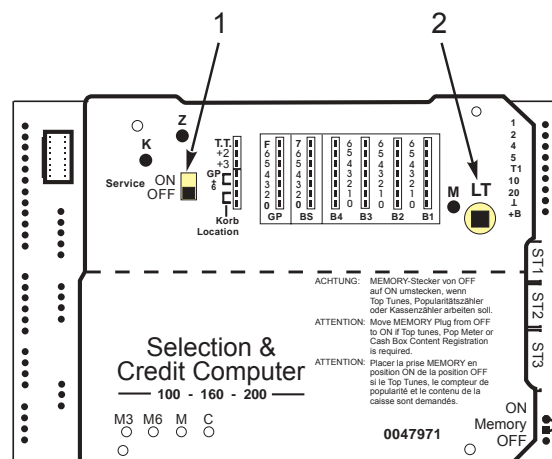 1
2
Z
K
T.T.
+2
+3
GP
Service
ON
OFF
Korb
Location
F
6
5
4
3
2
0
GP
7
6
5
4
3
2
0
BS
6
5
4
3
2
1
0
B4
6
5
4
3
2
1
0
B3
6
5
4
3
2
1
0
B2
6
5
4
3
2
1
0
B1
M
LT
1
2
4
5
T1
10
20
⊥
+B
ST1
ST2
ST3
ACHTUNG: MEMORY-Stecker von OFF
auf ON umstecken, wenn
Top Tunes, Popularitätszähler
oder Kassenzähler arbeiten soll.
ATTENTION: Move MEMORY Plug from OFF
to ON if Top tunes, Pop Meter or
Cash Box Content Registration
is required.
ATTENTION: Placer la prise MEMORY en
position ON de la position OFF
si le Top Tunes, le compteur de
popularité et le contenu de la
caisse sont demandés.
Selection &
Credit Computer
100 - 160 - 200
M3 M6 M C
0047971
ON
Memory
OFF